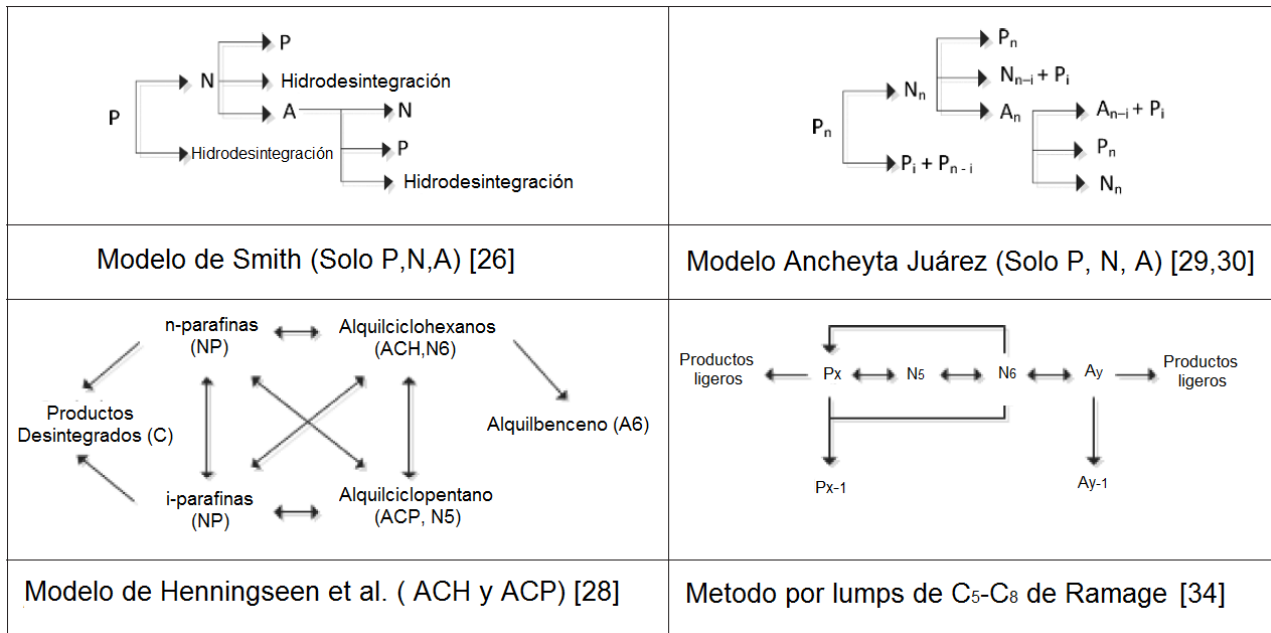 P
N
P
Hidrodesintegración
A
N
P
Hidrodesintegración
Hidrodesintegración
Modelo de Smith (Solo P,N,A) [26]
Pn
Nn
Pn
Nn-i + Pi
An
An-i + Pi
Pn
Nn
Pi + Pn - i
Modelo Ancheyta Juárez (Solo P, N, A) [29,30]
n-parafinas
(NP)
Alquilciclohexanos
(ACH,N6)
Productos
Desintegrados (C)
Alquilbenceno (A6)
i-parafinas
(NP)
Alquilciclopentano
(ACP, N5)
Modelo de Henningseen et al. ( ACH y ACP) [28]
Productos
ligeros
Px
N5
N6
Ay
Productos
ligeros
Px-1
Ay-1
Metodo por lumps de C5-C8 de Ramage [34]